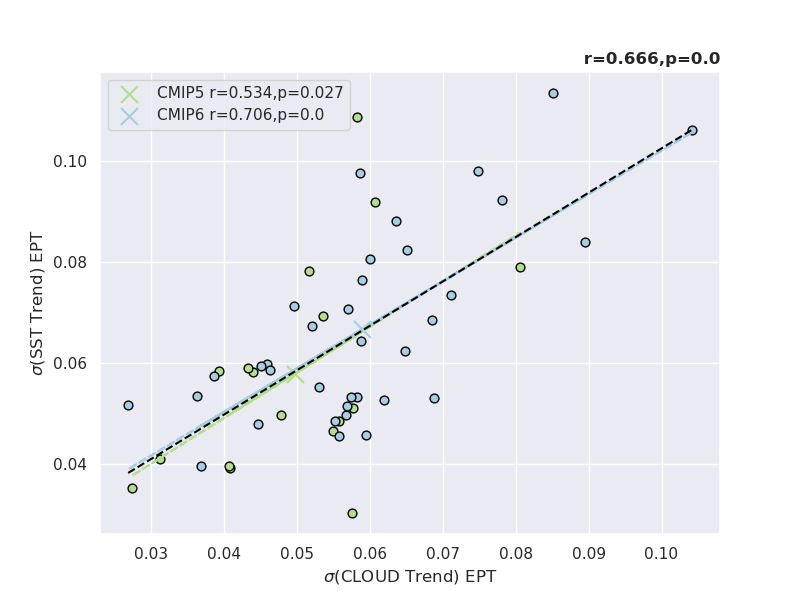 r=0.666,p=0.0
CMIP5 r=0.534,p=0.027
CMIP6 r=0.706,p=0.0
0.10
0.08
0.06
0.04
σ(SST Trend) EPT
0.03 0.04 0.05 0.06 0.07 0.08 0.09 0.10
σ(CLOUD Trend) EPT